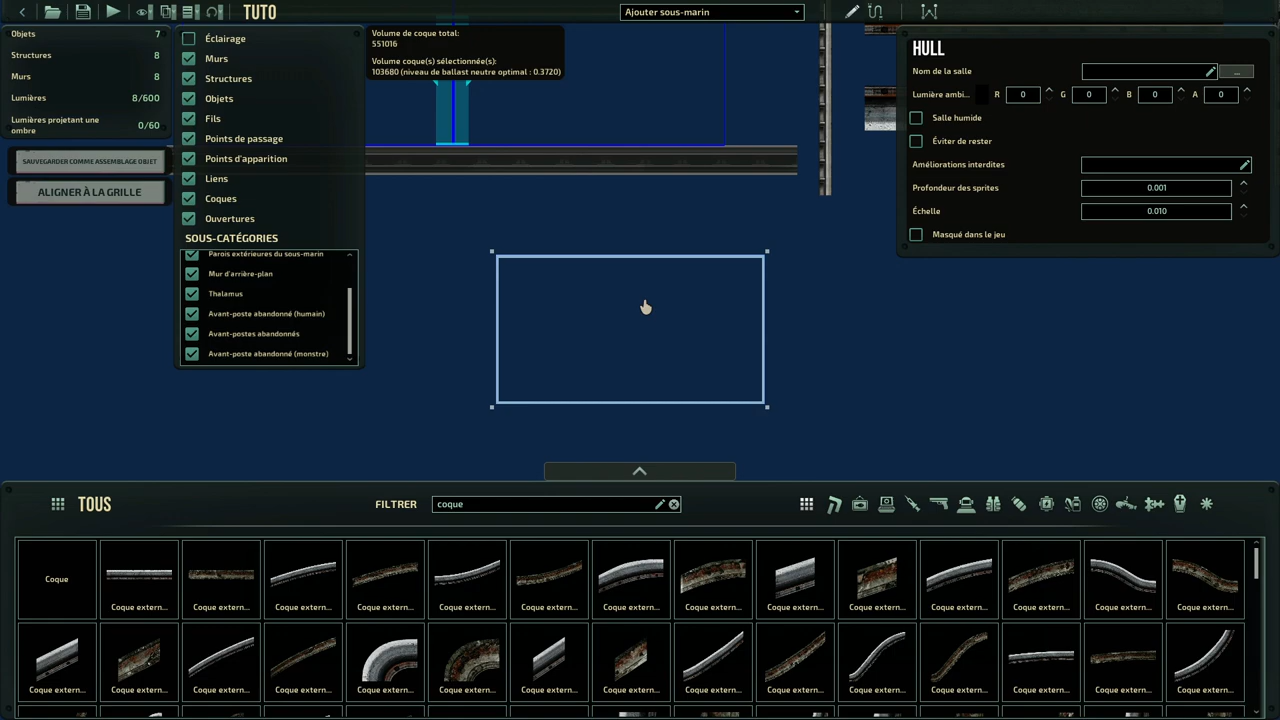 TUTO
Ajouter sous-marin
Objets 7
Structures 8
Murs 8
Lumières 8/600
Lumières projetant une ombre 0/60
SAUVEGARDER COMME ASSEMBLAGE OBJET
ALIGNER À LA GRILLE
Éclairage
Murs
Structures
Objets
Fils
Points de passage
Points d'apparition
Liens
Coques
Ouvertures
SOUS-CATÉGORIES
Parois extérieures du sous-marin
Mur d'arrière-plan
Thalamus
Avant-poste abandonné (humain)
Avant-postes abandonnés
Avant-poste abandonné (monstre)
Volume de coque total:
551016
Volume coque(s) sélectionnée(s):
103680 (niveau de ballast neutre optimal : 0.3720)
HULL
Nom de la salle ...
Lumière ambi... R 0 G 0 B 0 A 0
Salle humide
Éviter de rester
Améliorations interdites
Profondeur des sprites 0.001
Échelle 0.010
Masqué dans le jeu
TOUS
FILTRER coque
Coque
Coque extern... Coque extern... Coque extern... Coque extern... Coque extern... Coque extern... Coque extern... Coque extern... Coque extern... Coque extern... Coque extern... Coque extern... Coque extern... Coque extern...
Coque extern... Coque extern... Coque extern... Coque extern... Coque extern... Coque extern... Coque extern... Coque extern... Coque extern... Coque extern... Coque extern... Coque extern... Coque extern... Coque extern... Coque extern...